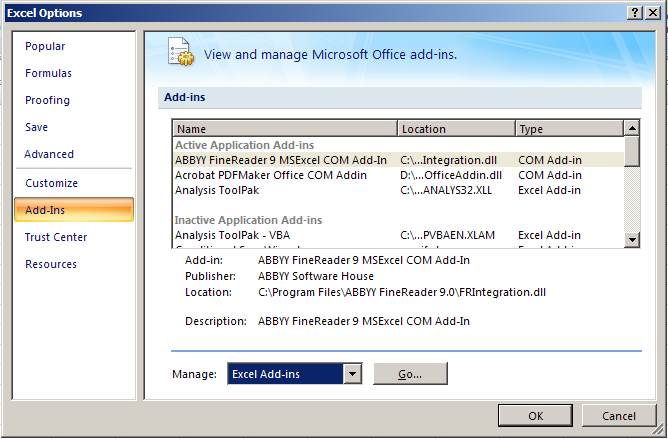 Excel Options
Popular
Formulas
Proofing
Save
Advanced
Customize
Add-Ins
Trust Center
Resources
View and manage Microsoft Office add-ins.
Add-ins
Name Location Type
Active Application Add-ins
ABBYY FineReader 9 MSExcel COM Add-In C:\...Integration.dll COM Add-in
Acrobat PDFMaker Office COM Addin D:\...OfficeAddin.dll COM Add-in
Analysis ToolPak C:\...ANALYS32.XLL Excel Add-in
Inactive Application Add-ins
Analysis ToolPak - VBA C:\...PVBAEN.XLAM Excel Add-in
Add-in: ABBYY FineReader 9 MSExcel COM Add-In
Publisher: ABBYY Software House
Location: C:\Program Files\ABBYY FineReader 9.0\FRIntegration.dll
Description: ABBYY FineReader 9 MSExcel COM Add-In
Manage: Excel Add-ins Go...
OK Cancel